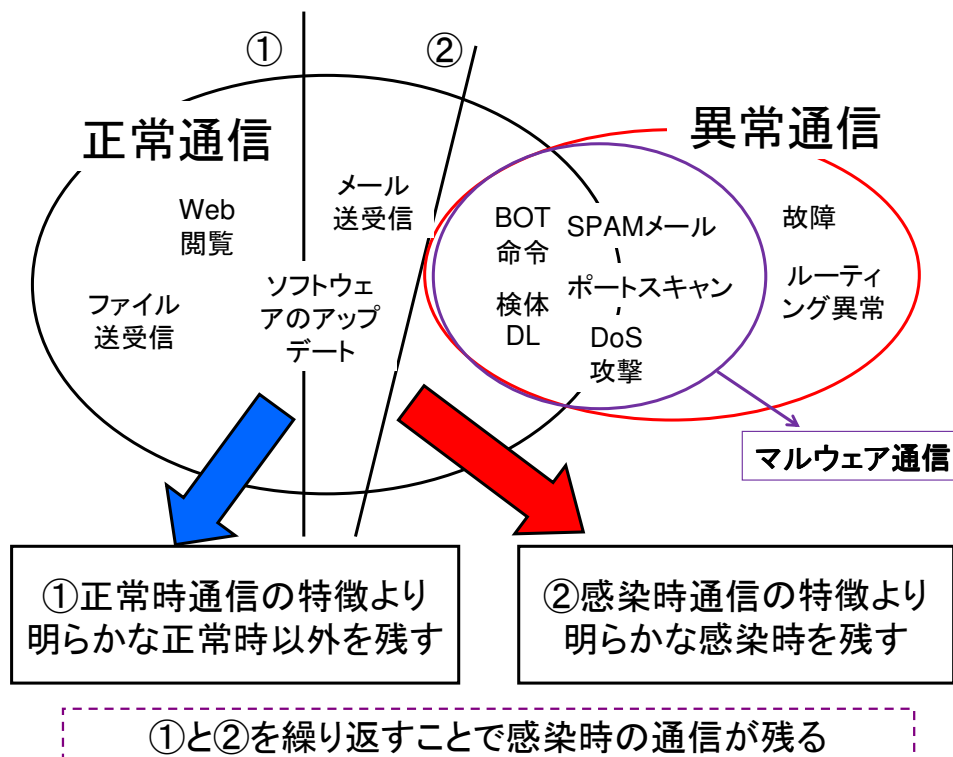 ①
②
正常通信
異常通信
メール
送受信
Web
閲覧
BOT
命令
SPAMメール
故障
ファイル
送受信
ソフトウェ
アのアップ
デート
検体
DL
ポートスキャン
ルーティ
ング異常
DoS
攻撃
マルウェア通信
①正常時通信の特徴より
明らかな正常時以外を残す
②感染時通信の特徴より
明らかな感染時を残す
①と②を繰り返すことで感染時の通信が残る